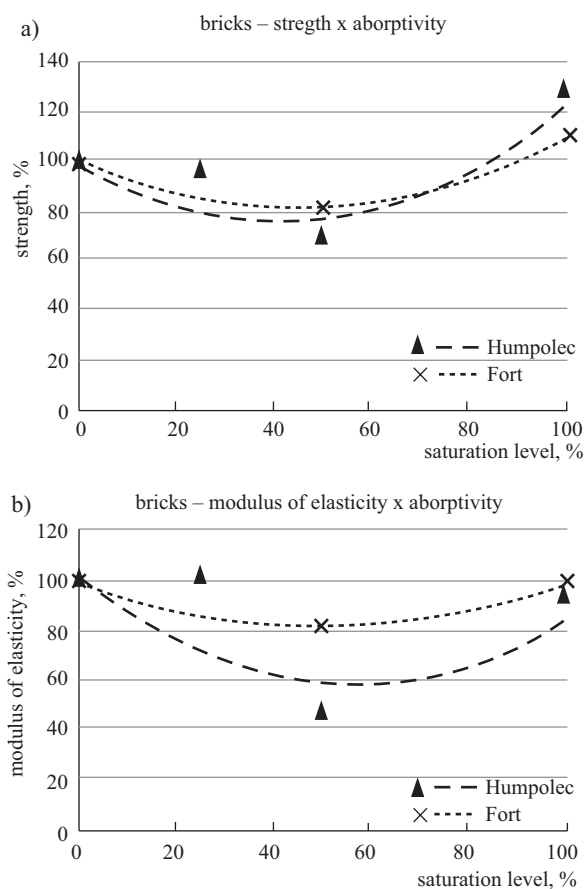 a)
bricks – stregth x aborptivity
140
120
100
80
60
40
20
0
strength, %
Humpolec
Fort
0 20 40 60 80 100
saturation level, %
b)
bricks – modulus of elasticity x aborptivity
120
100
80
60
40
20
0
modulus of elasticity, %
Humpolec
Fort
0 20 40 60 80 100
saturation level, %